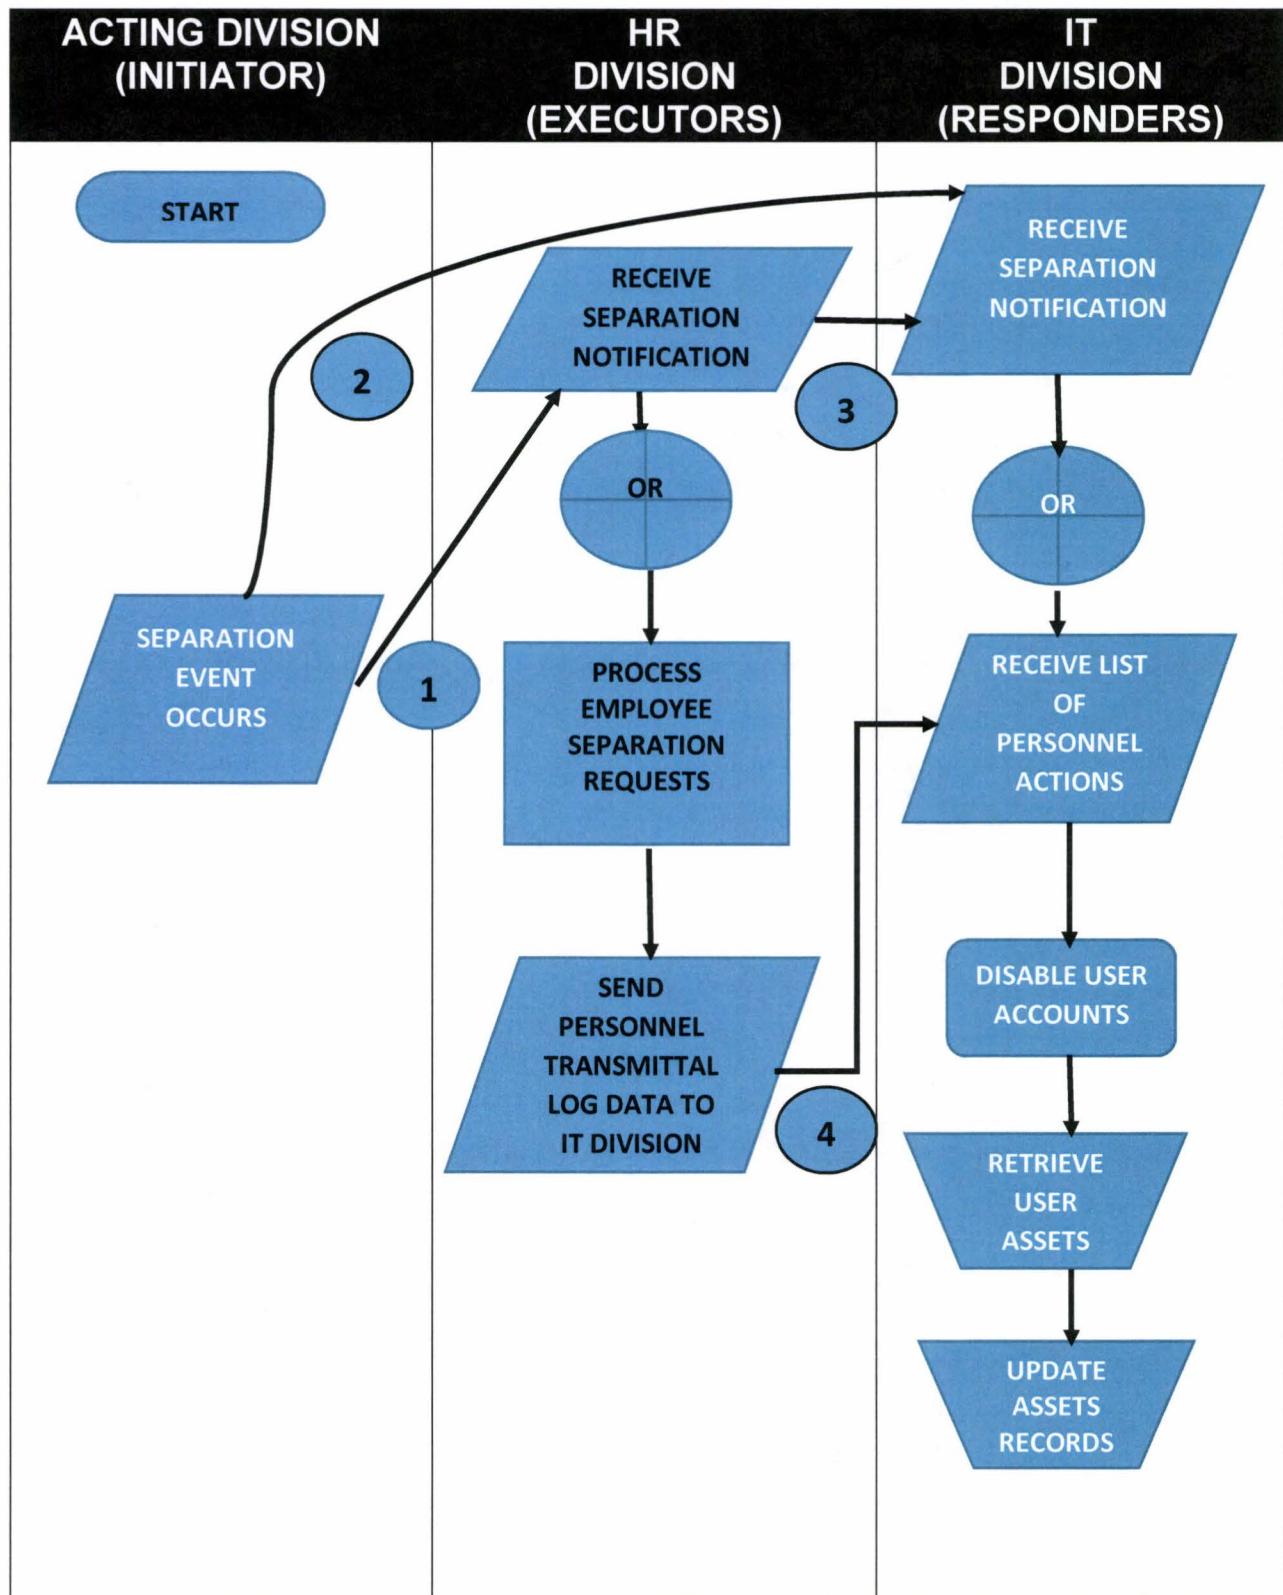 ACTING DIVISION
(INITIATOR)
HR
DIVISION
(EXECUTORS)
IT
DIVISION
(RESPONDERS)
START
RECEIVE
SEPARATION
NOTIFICATION
RECEIVE
SEPARATION
NOTIFICATION
2
3
OR
OR
SEPARATION
EVENT
OCCURS
1
PROCESS
EMPLOYEE
SEPARATION
REQUESTS
RECEIVE LIST
OF
PERSONNEL
ACTIONS
SEND
PERSONNEL
TRANSMITTAL
LOG DATA TO
IT DIVISION
4
DISABLE USER
ACCOUNTS
RETRIEVE
USER
ASSETS
UPDATE
ASSETS
RECORDS